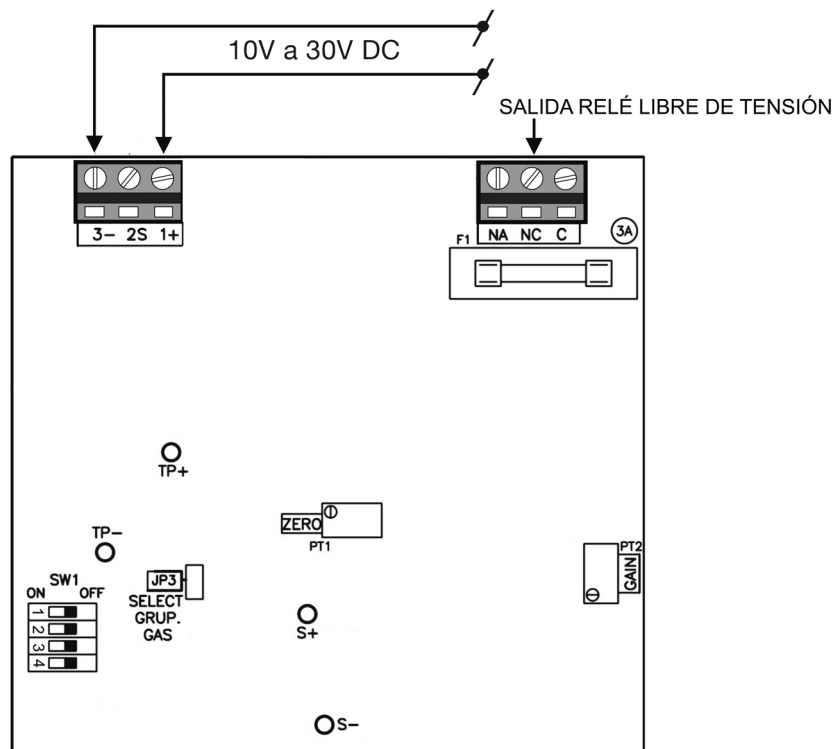 10V a 30V DC
SALIDA RELÉ LIBRE DE TENSIÓN
3- 2S 1+
F1 NA NC C 3A
TP+
TP-
ZERO
PT1
PT2
GAIN
SW1
ON OFF
1
2
3
4
JP3
SELECT
GRUP.
GAS
S+
S-